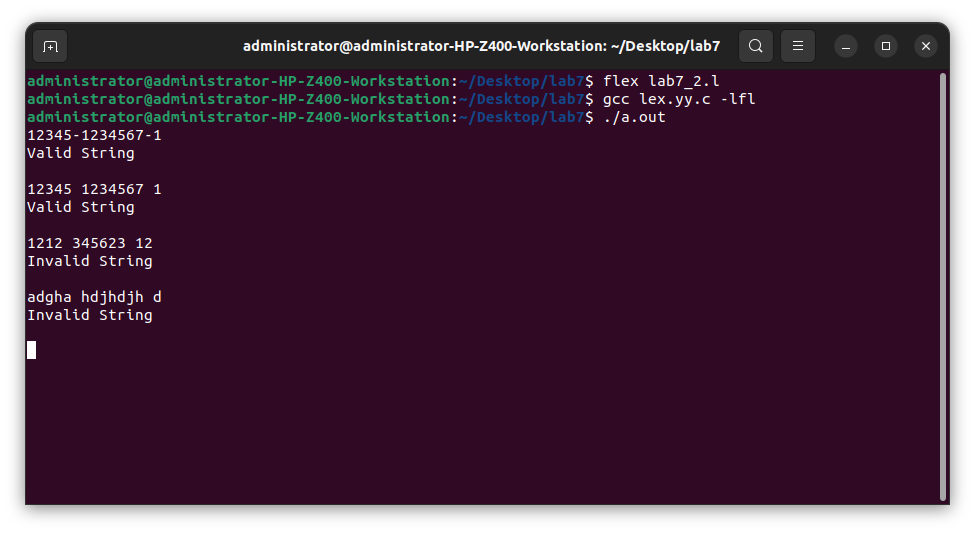 administrator@administrator-HP-Z400-Workstation: ~/Desktop/lab7
administrator@administrator-HP-Z400-Workstation:~/Desktop/lab7$ flex lab7_2.l
administrator@administrator-HP-Z400-Workstation:~/Desktop/lab7$ gcc lex.yy.c -lfl
administrator@administrator-HP-Z400-Workstation:~/Desktop/lab7$ ./a.out
12345-1234567-1
Valid String
12345 1234567 1
Valid String
1212 345623 12
Invalid String
adgha hdjhdjh d
Invalid String